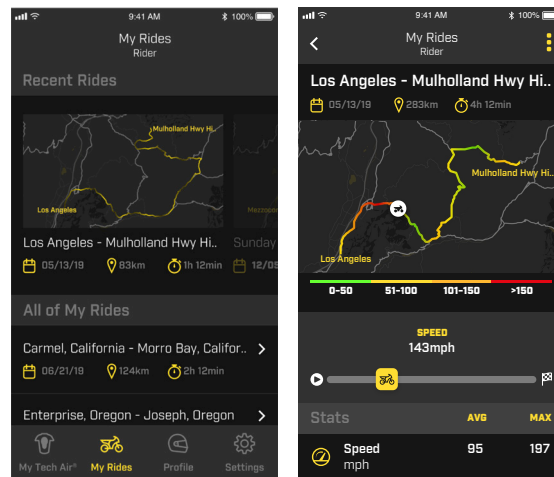 9:41 AM
100%
My Rides
Rider
Recent Rides
Mulholland Hwy Hi..
Los Angeles
Los Angeles - Mulholland Hwy Hi..
Sunday
05/13/19
83km
1h 12min
All of My Rides
Carmel, California - Morro Bay, Califor..
06/21/19
124km
2h 12min
Enterprise, Oregon - Joseph, Oregon
My Tech Air®
My Rides
Profile
Settings
9:41 AM
100%
My Rides
Rider
Los Angeles - Mulholland Hwy Hi..
05/13/19
283km
4h 12min
Mulholland Hwy Hi..
Los Angeles
0-50
51-100
101-150
>150
SPEED
143mph
Stats
AVG
MAX
Speed
95
197
mph